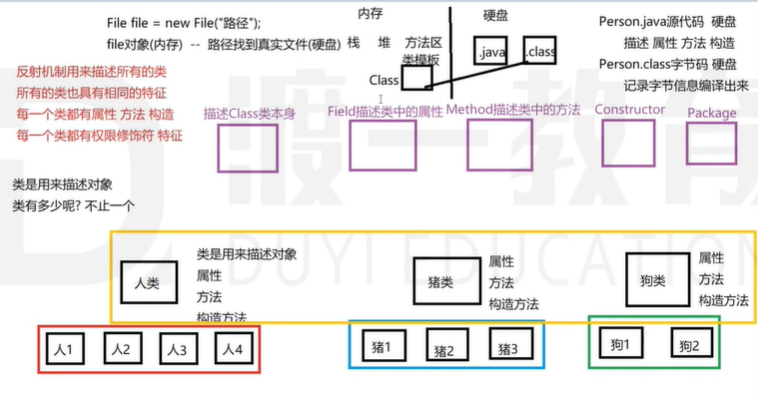 File file = new File("路径");
file对象(内存) -- 路径找到真实文件(硬盘)
内存
硬盘
栈 堆 方法区
类模板
Class
.java
.class
Person.java源代码 硬盘
描述 属性 方法 构造
Person.class字节码 硬盘
记录字节信息编译出来
反射机制用来描述所有的类
所有的类也具有相同的特征
每一个类都有属性 方法 构造
每一个类都有权限修饰符 特征
描述Class类本身
Field描述类中的属性
Method描述类中的方法
Constructor
Package
类是用来描述对象
类有多少呢? 不止一个
渡一教育
DUYI EDUCATION
人类
类是用来描述对象
属性
方法
构造方法
猪类
属性
方法
构造方法
狗类
属性
方法
构造方法
人1
人2
人3
人4
猪1
猪2
猪3
狗1
狗2